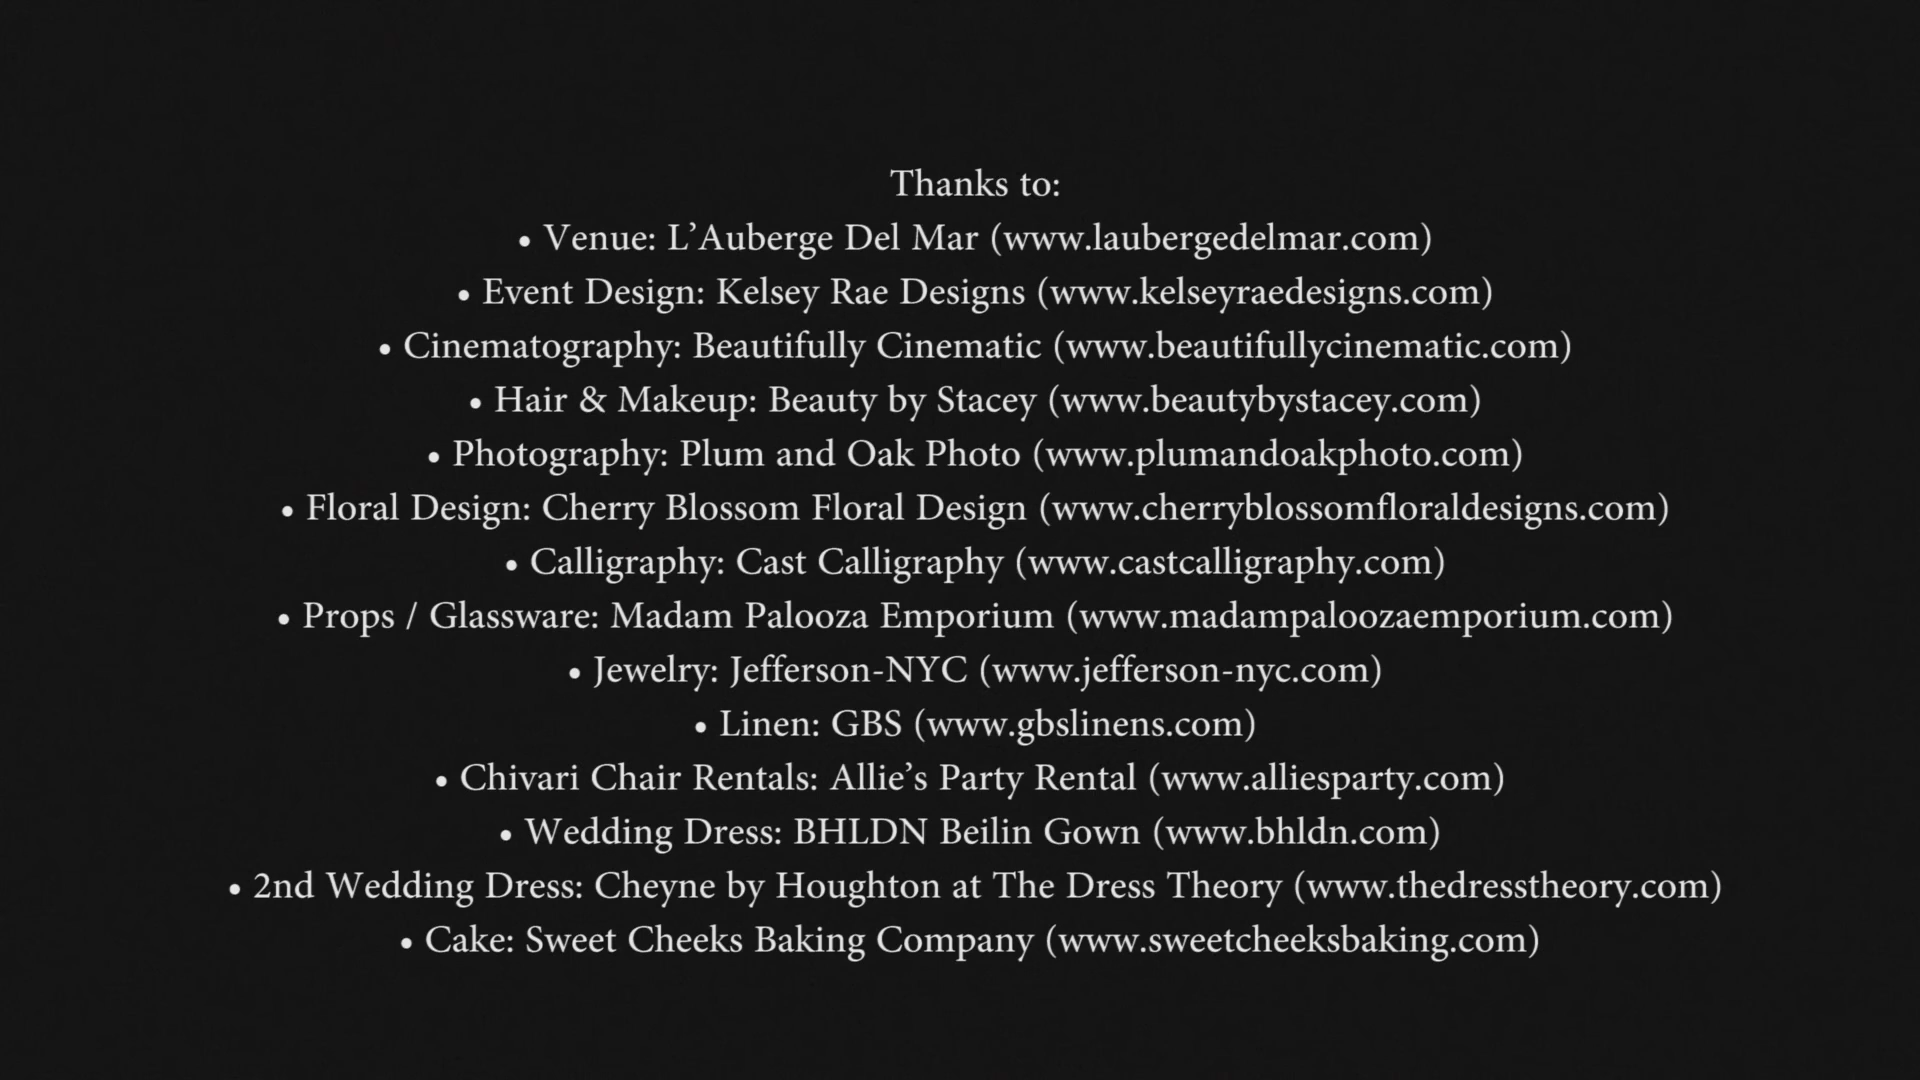 Thanks to:
• Venue: L’Auberge Del Mar (www.laubergedelmar.com)
• Event Design: Kelsey Rae Designs (www.kelseyraedesigns.com)
• Cinematography: Beautifully Cinematic (www.beautifullycinematic.com)
• Hair & Makeup: Beauty by Stacey (www.beautybystacey.com)
• Photography: Plum and Oak Photo (www.plumandoakphoto.com)
• Floral Design: Cherry Blossom Floral Design (www.cherryblossomfloraldesigns.com)
• Calligraphy: Cast Calligraphy (www.castcalligraphy.com)
• Props / Glassware: Madam Palooza Emporium (www.madampaloozaemporium.com)
• Jewelry: Jefferson-NYC (www.jefferson-nyc.com)
• Linen: GBS (www.gbslinens.com)
• Chivari Chair Rentals: Allie’s Party Rental (www.alliesparty.com)
• Wedding Dress: BHLDN Beilin Gown (www.bhldn.com)
• 2nd Wedding Dress: Cheyne by Houghton at The Dress Theory (www.thedresstheory.com)
• Cake: Sweet Cheeks Baking Company (www.sweetcheeksbaking.com)